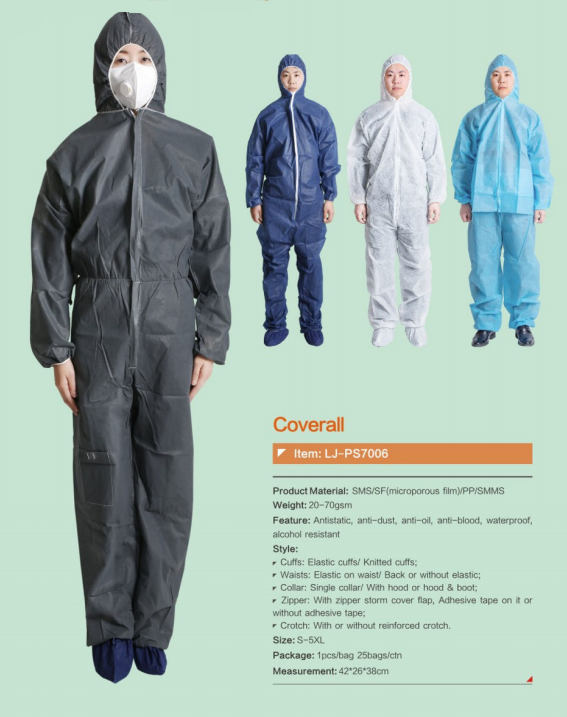 Coverall
Item: LJ-PS7006
Product Material: SMS/SF(microporous film)/PP/SMMS
Weight: 20-70gsm
Feature: Antistatic, anti-dust, anti-oil, anti-blood, waterproof,
alcohol resistant
Style:
Cuffs: Elastic cuffs/ Knitted cuffs;
Waists: Elastic on waist/ Back or without elastic;
Collar: Single collar/ With hood or hood & boot;
Zipper: With zipper storm cover flap, Adhesive tape on it or
without adhesive tape;
Crotch: With or without reinforced crotch.
Size: S-5XL
Package: 1pcs/bag 25bags/ctn
Measurement: 42*26*38cm